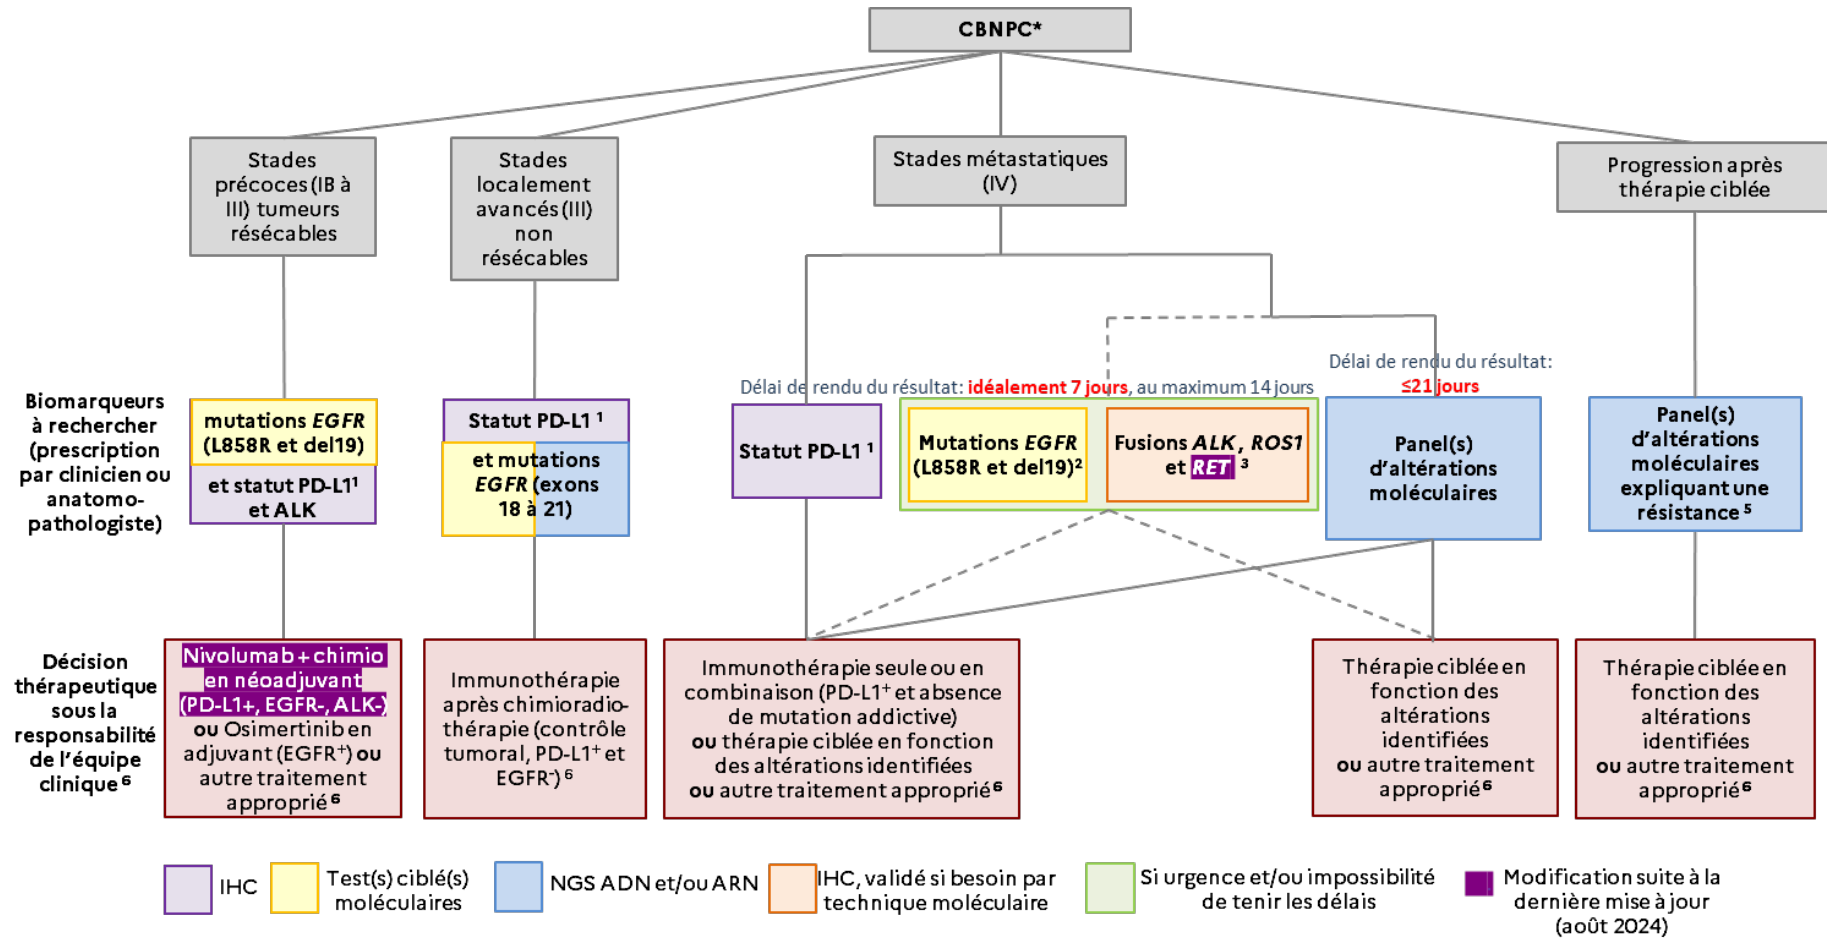 CBNPC*
Stades
précoces (IB à
III) tumeurs
résécables
Stades
localement
avancés (III)
non
résécables
Stades métastatiques
(IV)
Progression après
thérapie ciblée
Délai de rendu du résultat: idéalement 7 jours, au maximum 14 jours
Délai de rendu du résultat:
≤21 jours
Biomarqueurs
à rechercher
(prescription
par clinicien ou
anatomo-
pathologiste)
mutations EGFR
(L858R et del19)
et statut PD-L1¹
et ALK
Statut PD-L1 ¹
et mutations
EGFR (exons
18 à 21)
Statut PD-L1 ¹
Mutations EGFR
(L858R et del19)²
Fusions ALK, ROS1
et RET ³
Panel(s)
d'altérations
moléculaires
Panel(s)
d'altérations
moléculaires
expliquant une
résistance ⁵
Décision
thérapeutique
sous la
responsabilité
de l'équipe
clinique ⁶
Nivolumab + chimio
en néoadjuvant
(PD-L1+, EGFR-, ALK-)
ou Osimertinib en
adjuvant (EGFR⁺) ou
autre traitement
approprié ⁶
Immunothérapie
après chimioradio-
thérapie (contrôle
tumoral, PD-L1⁺ et
EGFR⁻) ⁶
Immunothérapie seule ou en
combinaison (PD-L1⁺ et absence
de mutation addictive)
ou thérapie ciblée en fonction
des altérations identifiées
ou autre traitement approprié ⁶
Thérapie ciblée en
fonction des
altérations
identifiées
ou autre traitement
approprié ⁶
Thérapie ciblée en
fonction des
altérations
identifiées
ou autre traitement
approprié ⁶
IHC
Test(s) ciblé(s)
moléculaires
NGS ADN et/ou ARN
IHC, validé si besoin par
technique moléculaire
Si urgence et/ou impossibilité
de tenir les délais
Modification suite à la
dernière mise à jour
(août 2024)